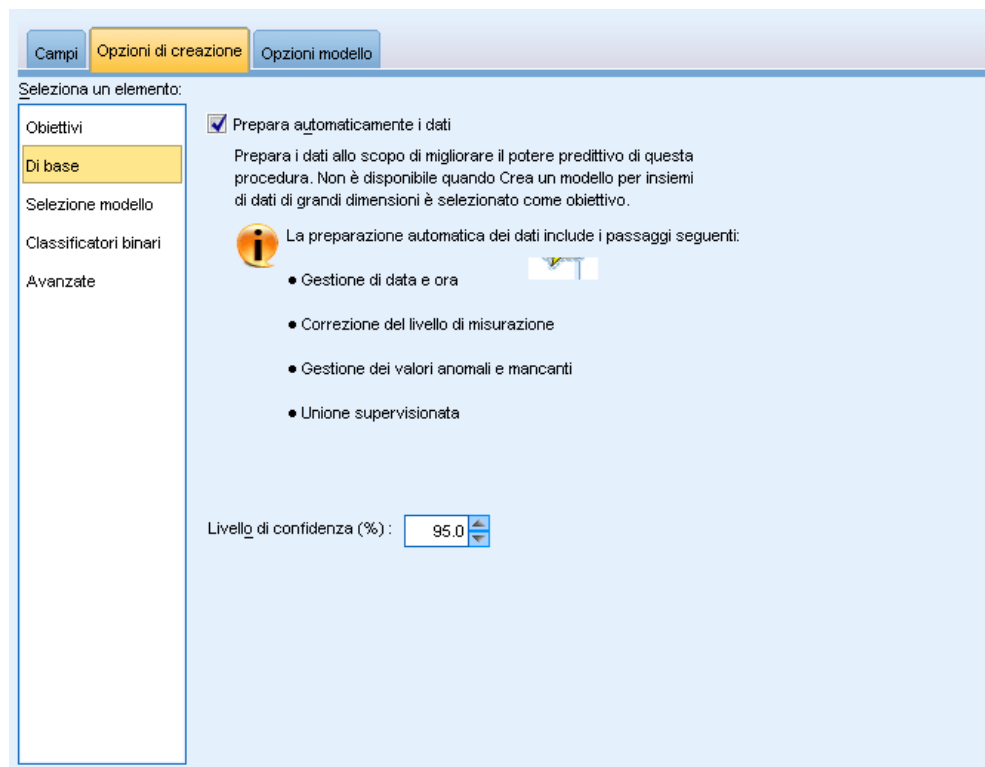 Campi
Opzioni di creazione
Opzioni modello
Seleziona un elemento:
Obiettivi
Di base
Selezione modello
Classificatori binari
Avanzate
Prepara automaticamente i dati
Prepara i dati allo scopo di migliorare il potere predittivo di questa
procedura. Non è disponibile quando Crea un modello per insiemi
di dati di grandi dimensioni è selezionato come obiettivo.
La preparazione automatica dei dati include i passaggi seguenti:
● Gestione di data e ora
● Correzione del livello di misurazione
● Gestione dei valori anomali e mancanti
● Unione supervisionata
Livello di confidenza (%) : 95.0